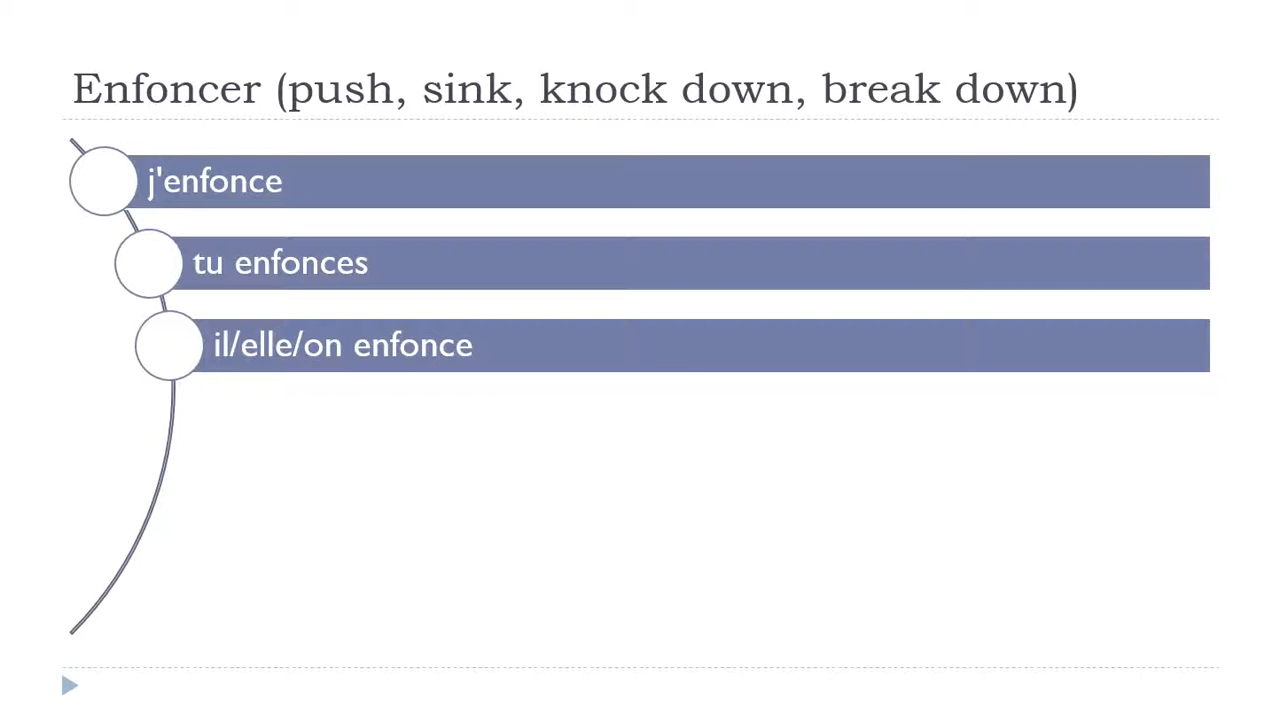 Enfoncer (push, sink, knock down, break down)
j'enfonce
tu enfonces
il/elle/on enfonce